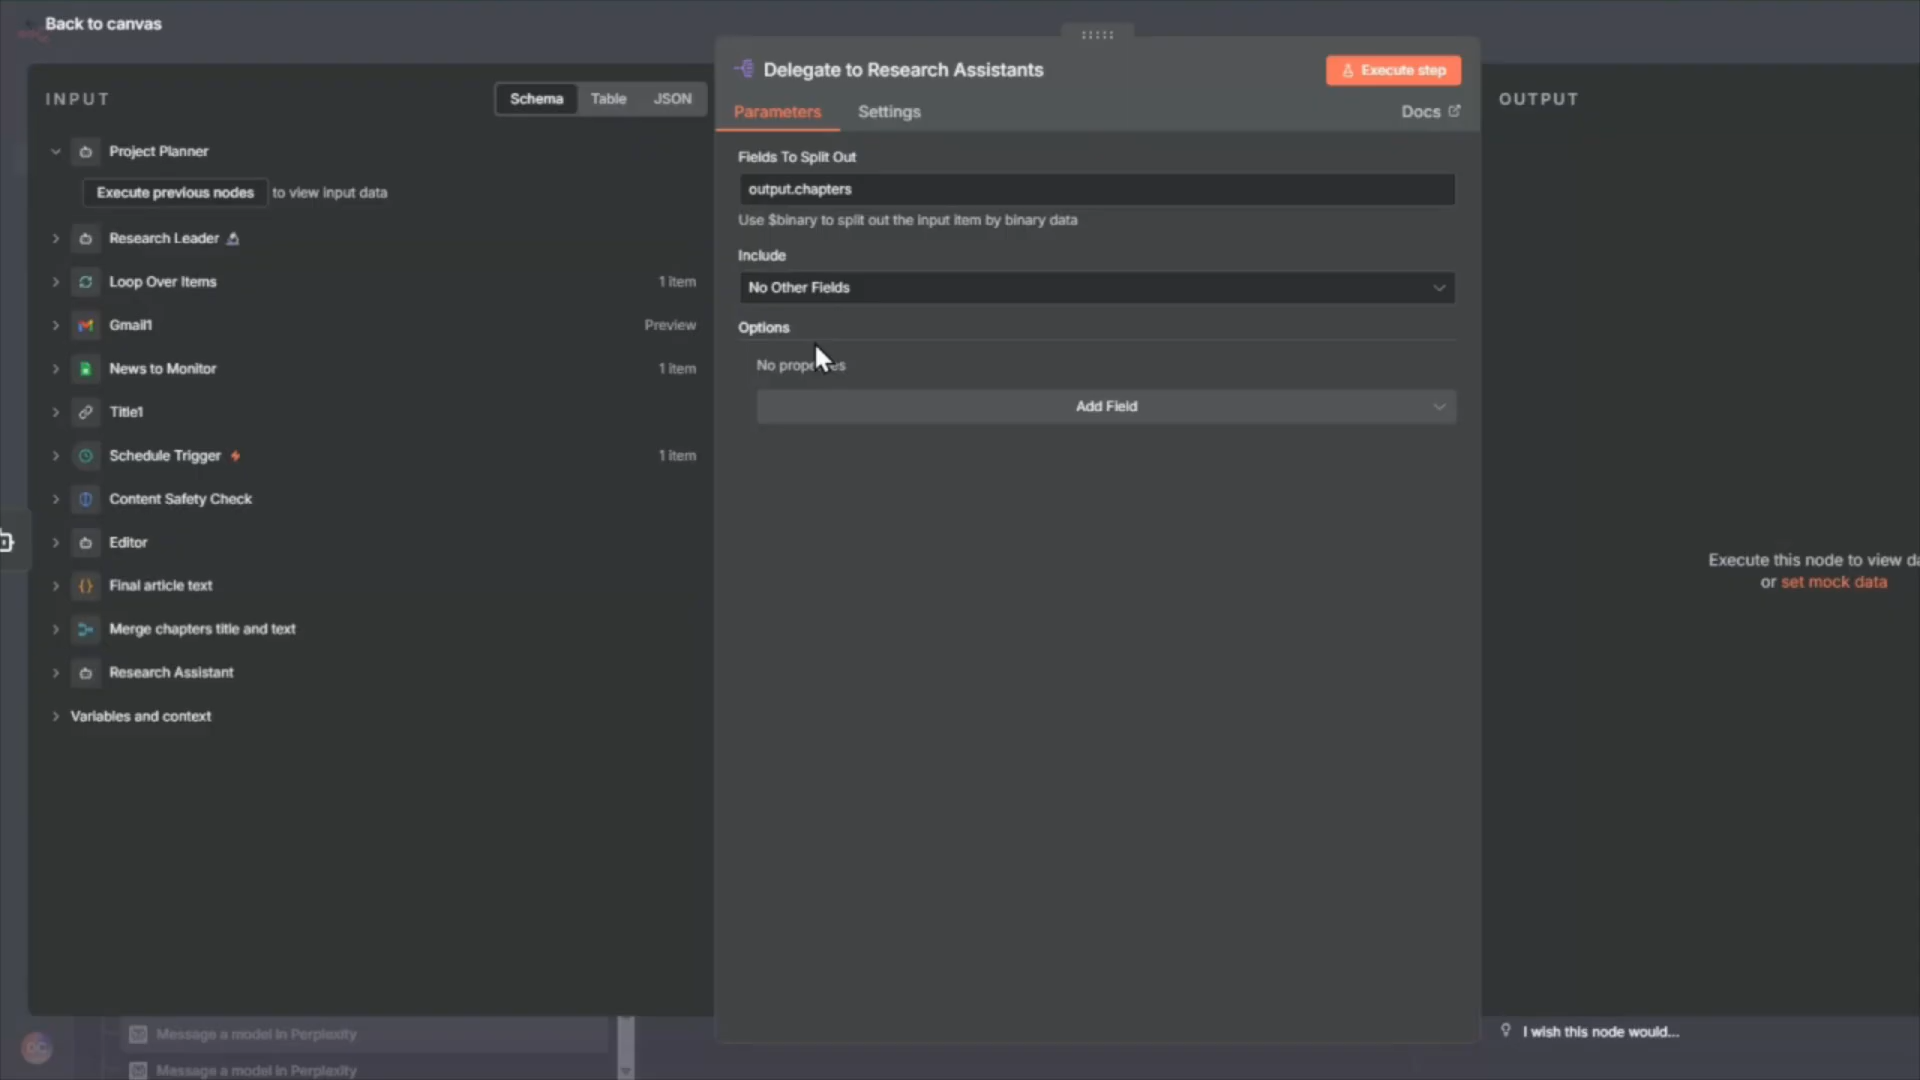 Back to canvas
INPUT
Schema Table JSON
Project Planner
Execute previous nodes to view input data
Research Leader
Loop Over Items 1 item
Gmail1 Preview
News to Monitor 1 item
Title1
Schedule Trigger 1 item
Content Safety Check
Editor
Final article text
Merge chapters title and text
Research Assistant
Variables and context
Message a model in Perplexity
Message a model in Perplexity
Delegate to Research Assistants
Execute step
Parameters Settings Docs
Fields To Split Out
output.chapters
Use $binary to split out the input item by binary data
Include
No Other Fields
Options
No
Add Field
OUTPUT
Execute this node to view
or set mock data
I wish this node would...